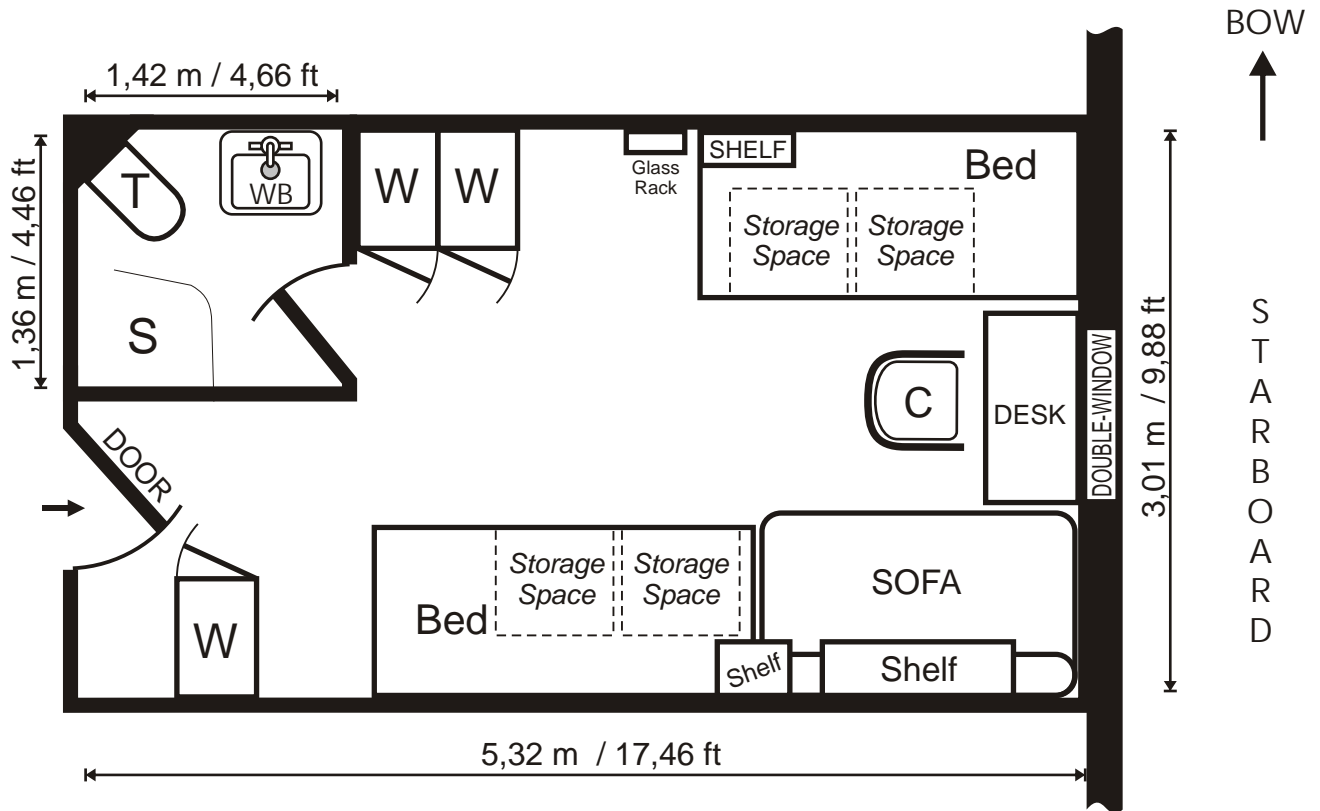 BOW
1,42 m / 4,66 ft
1,36 m / 4,46 ft
T
WB
W
W
Glass
Rack
SHELF
Bed
Storage
Space
Storage
Space
S
C
DESK
DOUBLE-WINDOW
3,01 m / 9,88 ft
S
T
A
R
B
O
A
R
D
DOOR
W
Bed
Storage
Space
Storage
Space
SOFA
Shelf
Shelf
5,32 m / 17,46 ft